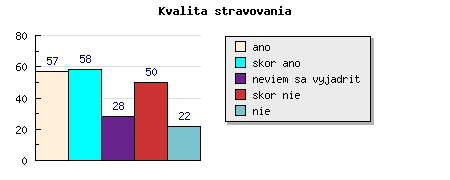 Kvalita stravovania
80
60
40
20
0
57
58
28
50
22
ano
skor ano
neviem sa vyjadrit
skor nie
nie